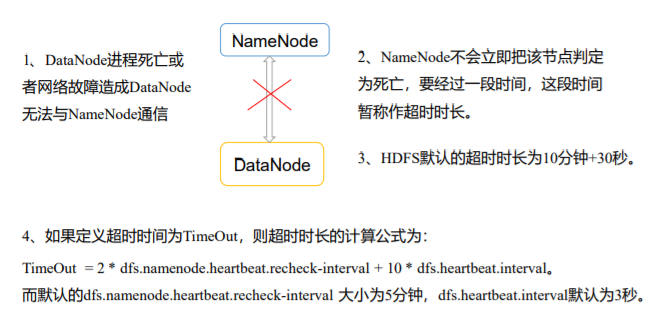 1、DataNode进程死亡或
者网络故障造成DataNode
无法与NameNode通信
NameNode
DataNode
2、NameNode不会立即把该节点判定
为死亡，要经过一段时间，这段时间
暂称作超时时长。
3、HDFS默认的超时时长为10分钟+30秒。
4、如果定义超时时间为TimeOut，则超时时长的计算公式为：
TimeOut = 2 * dfs.namenode.heartbeat.recheck-interval + 10 * dfs.heartbeat.interval。
而默认的dfs.namenode.heartbeat.recheck-interval 大小为5分钟，dfs.heartbeat.interval默认为3秒。